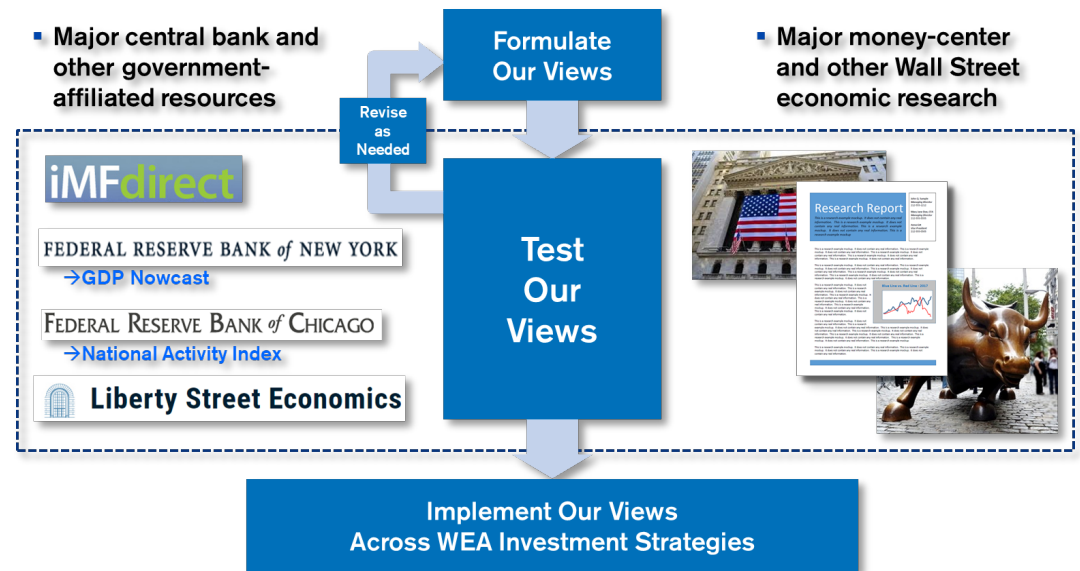 ▪ Major central bank and
other government-
affiliated resources
Formulate
Our Views
▪ Major money-center
and other Wall Street
economic research
Revise
as
Needed
iMFdirect
FEDERAL RESERVE BANK of NEW YORK
→GDP Nowcast
FEDERAL RESERVE BANK of CHICAGO
→National Activity Index
Liberty Street Economics
Test
Our
Views
Research Report
Implement Our Views
Across WEA Investment Strategies